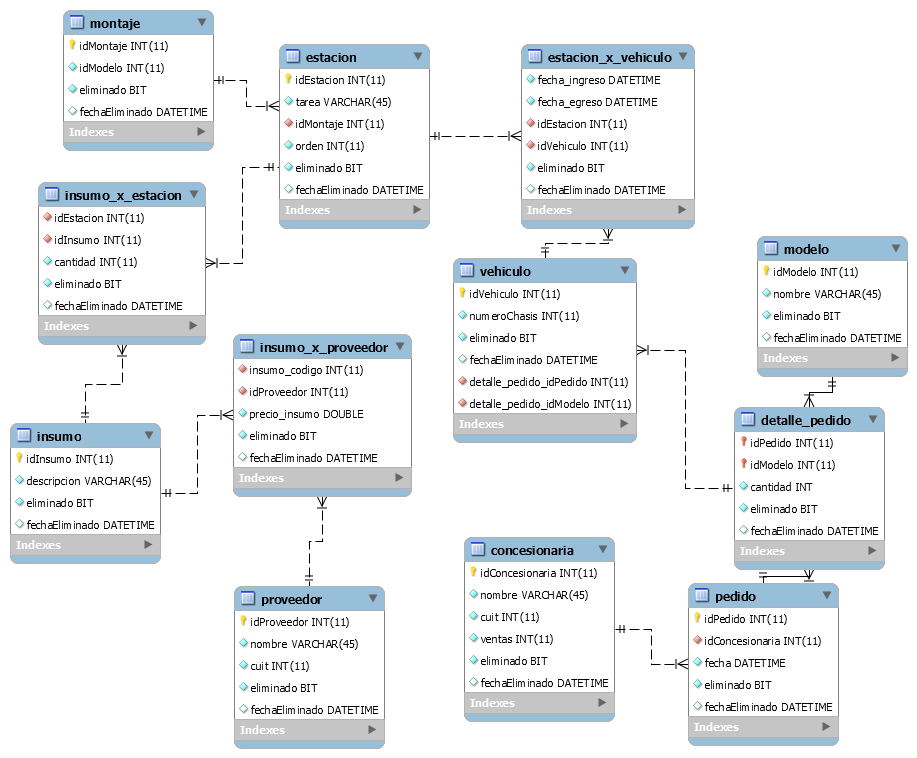 montaje
idMontaje INT(11)
idModelo INT(11)
eliminado BIT
fechaEliminado DATETIME
Indexes
estacion
idEstacion INT(11)
tarea VARCHAR(45)
idMontaje INT(11)
orden INT(11)
eliminado BIT
fechaEliminado DATETIME
Indexes
estacion_x_vehiculo
fecha_ingreso DATETIME
fecha_egreso DATETIME
idEstacion INT(11)
idVehiculo INT(11)
eliminado BIT
fechaEliminado DATETIME
Indexes
insumo_x_estacion
idEstacion INT(11)
idInsumo INT(11)
cantidad INT(11)
eliminado BIT
fechaEliminado DATETIME
Indexes
vehiculo
idVehiculo INT(11)
numeroChasis INT(11)
eliminado BIT
fechaEliminado DATETIME
detalle_pedido_idPedido INT(11)
detalle_pedido_idModelo INT(11)
Indexes
modelo
idModelo INT(11)
nombre VARCHAR(45)
eliminado BIT
fechaEliminado DATETIME
Indexes
insumo_x_proveedor
insumo_codigo INT(11)
idProveedor INT(11)
precio_insumo DOUBLE
eliminado BIT
fechaEliminado DATETIME
Indexes
insumo
idInsumo INT(11)
descripcion VARCHAR(45)
eliminado BIT
fechaEliminado DATETIME
Indexes
detalle_pedido
idPedido INT(11)
idModelo INT(11)
cantidad INT
eliminado BIT
fechaEliminado DATETIME
Indexes
concesionaria
idConcesionaria INT(11)
nombre VARCHAR(45)
cuit INT(11)
ventas INT(11)
eliminado BIT
fechaEliminado DATETIME
Indexes
proveedor
idProveedor INT(11)
nombre VARCHAR(45)
cuit INT(11)
eliminado BIT
fechaEliminado DATETIME
Indexes
pedido
idPedido INT(11)
idConcesionaria INT(11)
fecha DATETIME
eliminado BIT
fechaEliminado DATETIME
Indexes